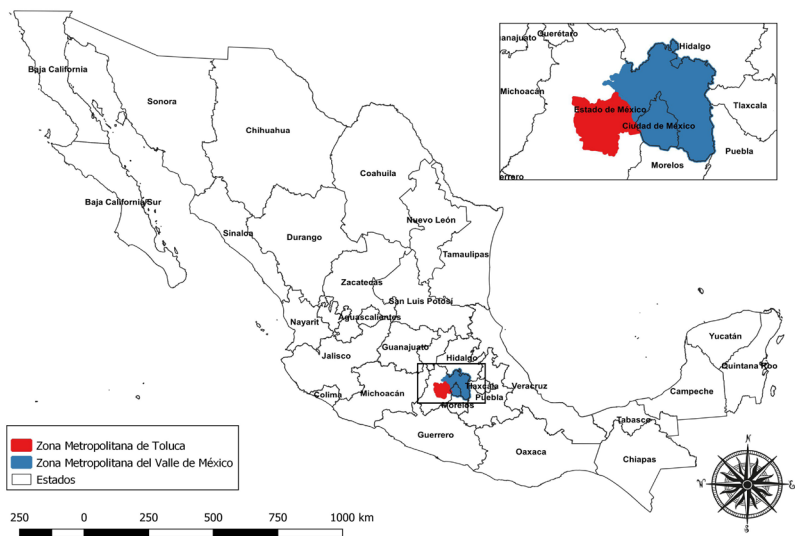 Baja California
Sonora
Chihuahua
Coahuila
Baja California Sur
Sinaloa
Durango
Nuevo León
Tamaulipas
Zacatecas
San Luis Potosí
Nayarit
Aguascalientes
Jalisco
Guanajuato
Hidalgo
Colima
Michoacán
Tlaxcala
Puebla
Veracruz
Morelos
Guerrero
Oaxaca
Tabasco
Chiapas
Campeche
Yucatán
Quintana Roo
anajuato
Querétaro
Hidalgo
Michoacán
Estado de México
Ciudad de México
Tlaxcala
Puebla
Morelos
errero
Zona Metropolitana de Toluca
Zona Metropolitana del Valle de México
Estados
250 0 250 500 750 1000 km
N
W E
S